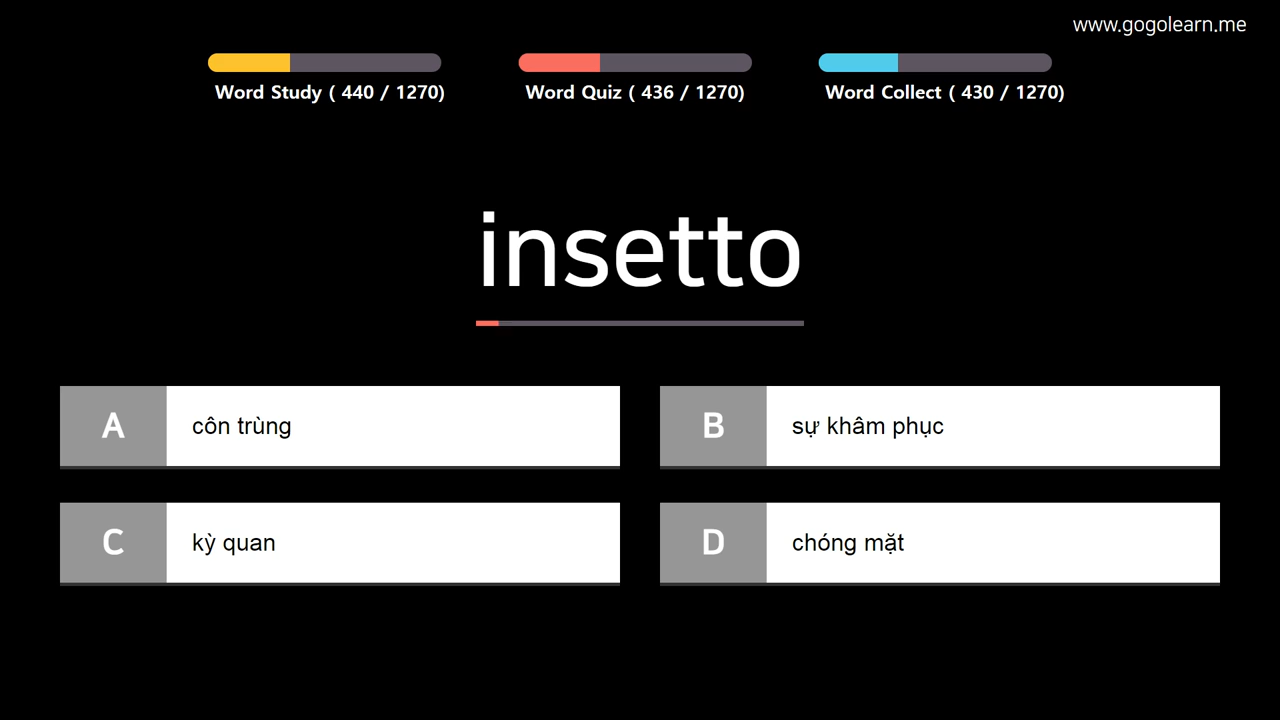 www.gogolearn.me
Word Study ( 440 / 1270)
Word Quiz ( 436 / 1270)
Word Collect ( 430 / 1270)
insetto
A côn trùng
B sự khâm phục
C kỳ quan
D chóng mặt